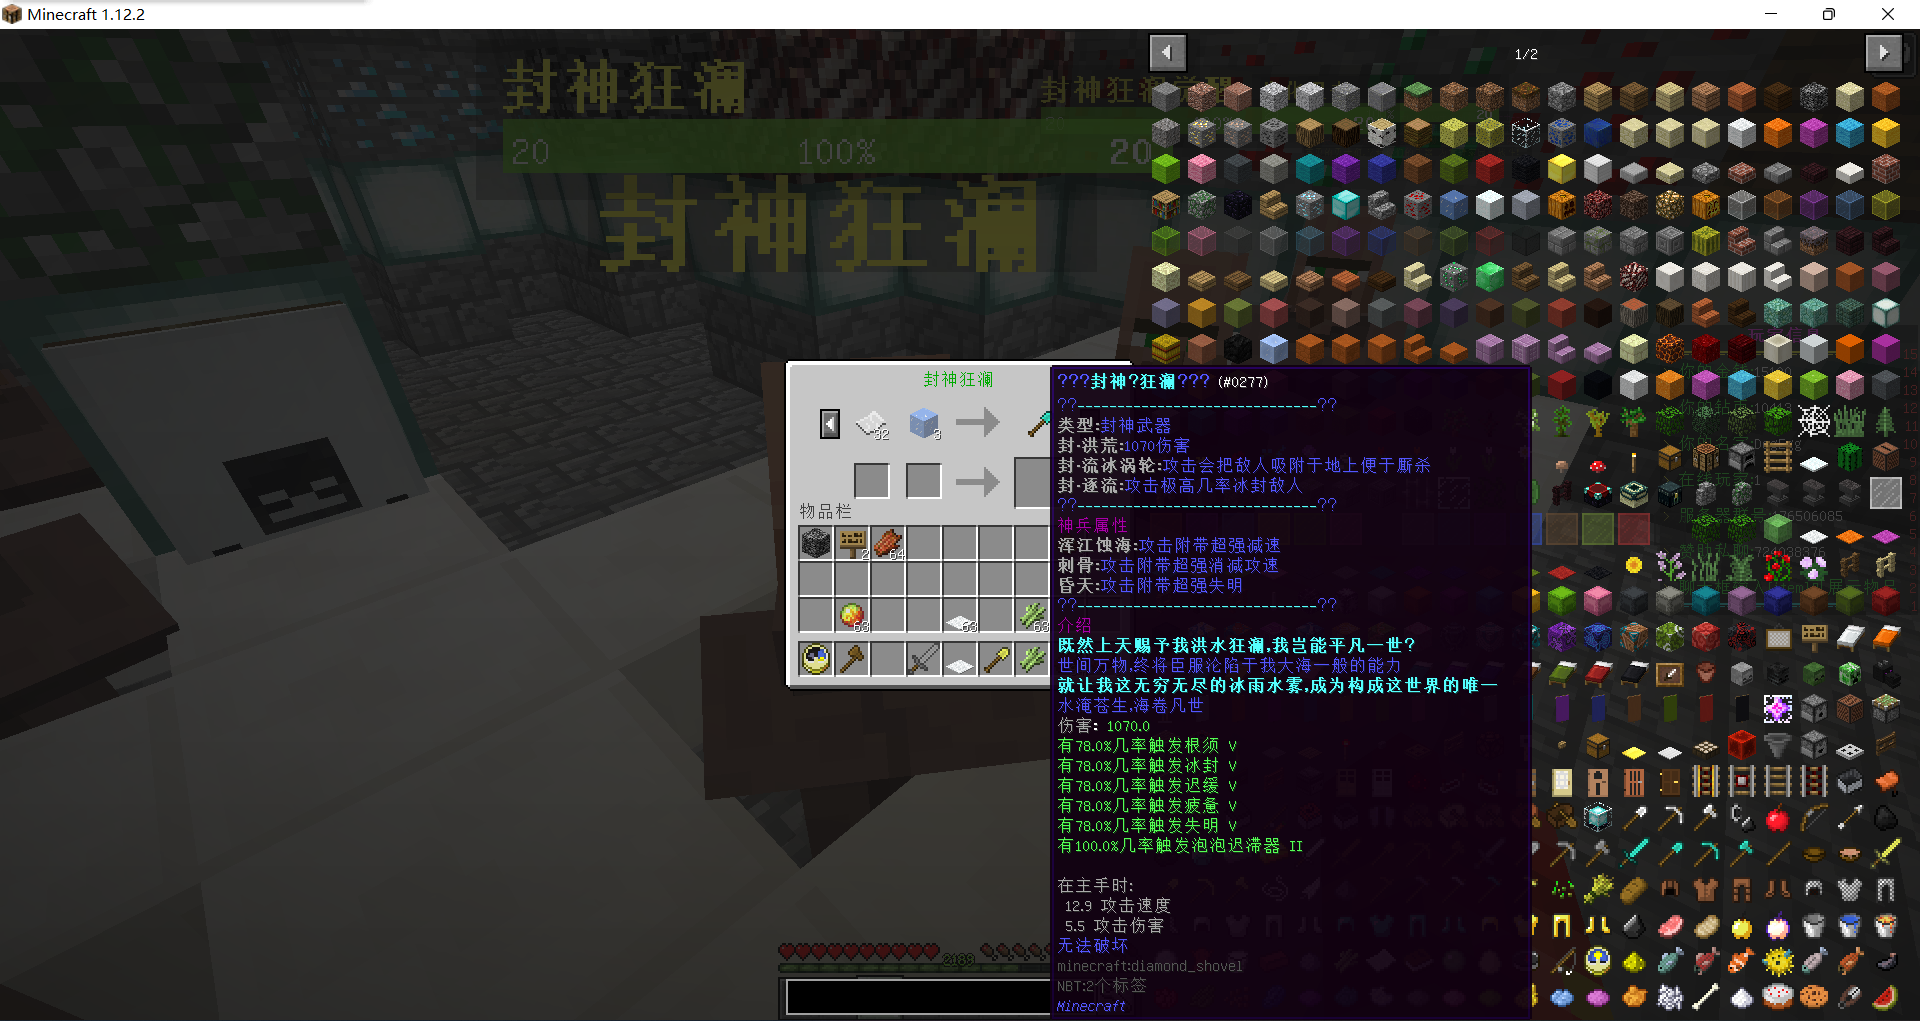 Minecraft 1.12.2
封神狂澜
20 100% 20
封神狂澜
1/2
封神狂澜
32
3
物品栏
2
64
63
63
63
???封神?狂澜??? (#0277)
??------------------------------??
类型:封神武器
封·洪荒:1070伤害
封·流冰涡轮:攻击会把敌人吸附于地上便于厮杀
封·逐流:攻击极高几率冰封敌人
??------------------------------??
神兵属性
浑江蚀海:攻击附带超强减速
刺骨:攻击附带超强消减攻速
昏天:攻击附带超强失明
??------------------------------??
介绍
既然上天赐予我洪水狂澜,我岂能平凡一世?
世间万物,终将臣服沦陷于我大海一般的能力
就让我这无穷无尽的冰雨水雾,成为构成这世界的唯一
水淹苍生,海卷凡世
伤害: 1070.0
有78.0%几率触发根须 V
有78.0%几率触发冰封 V
有78.0%几率触发迟缓 V
有78.0%几率触发疲惫 V
有78.0%几率触发失明 V
有100.0%几率触发泡泡迟滞器 II
在主手时:
12.9 攻击速度
5.5 攻击伤害
无法破坏
minecraft:diamond_shovel
NBT:2个标签
Minecraft
2189